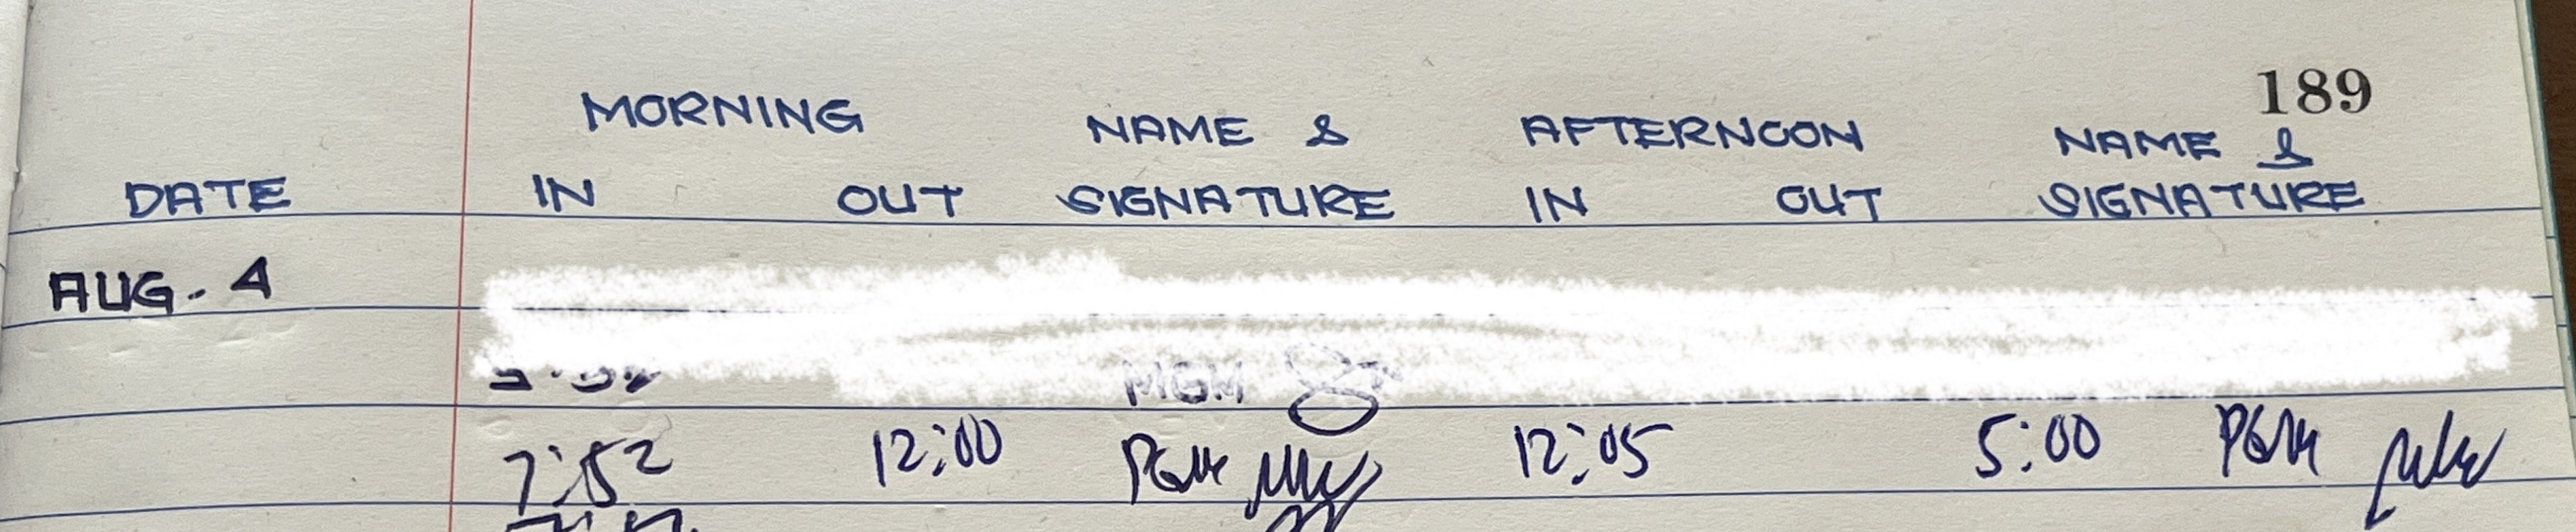 189
MORNING NAME & AFTERNOON NAME &
DATE IN OUT SIGNATURE IN OUT SIGNATURE
AUG. 4
MGM
7:52 12:00 PGM 12:05 5:00 PGM